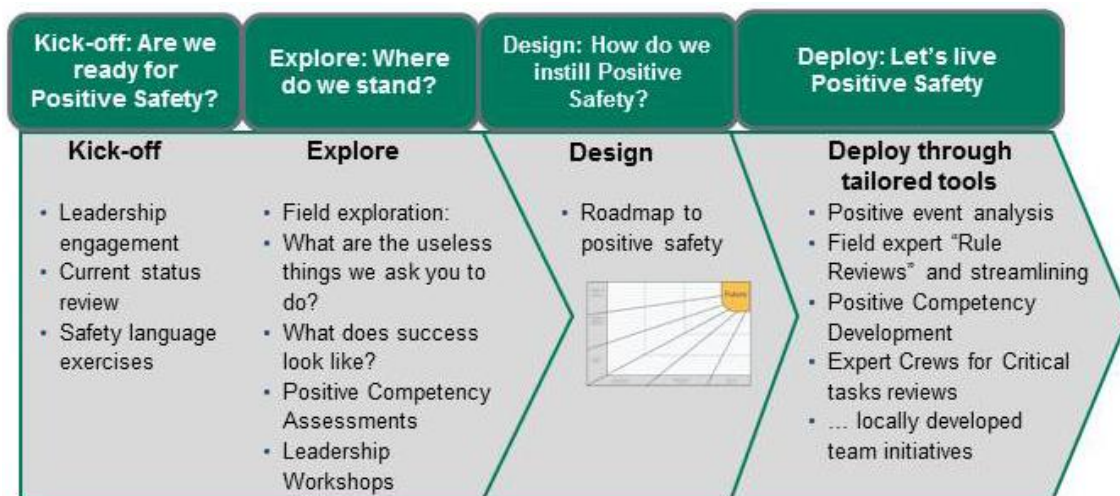 Kick-off: Are we
ready for
Positive Safety?
Explore: Where
do we stand?
Design: How do we
instill Positive
Safety?
Deploy: Let's live
Positive Safety
Kick-off
• Leadership
engagement
• Current status
review
• Safety language
exercises
Explore
• Field exploration:
• What are the useless
things we ask you to
do?
• What does success
look like?
• Positive Competency
Assessments
• Leadership
Workshops
Design
• Roadmap to
positive safety
Future
Deploy through
tailored tools
• Positive event analysis
• Field expert “Rule
Reviews” and streamlining
• Positive Competency
Development
• Expert Crews for Critical
tasks reviews
• … locally developed
team initiatives